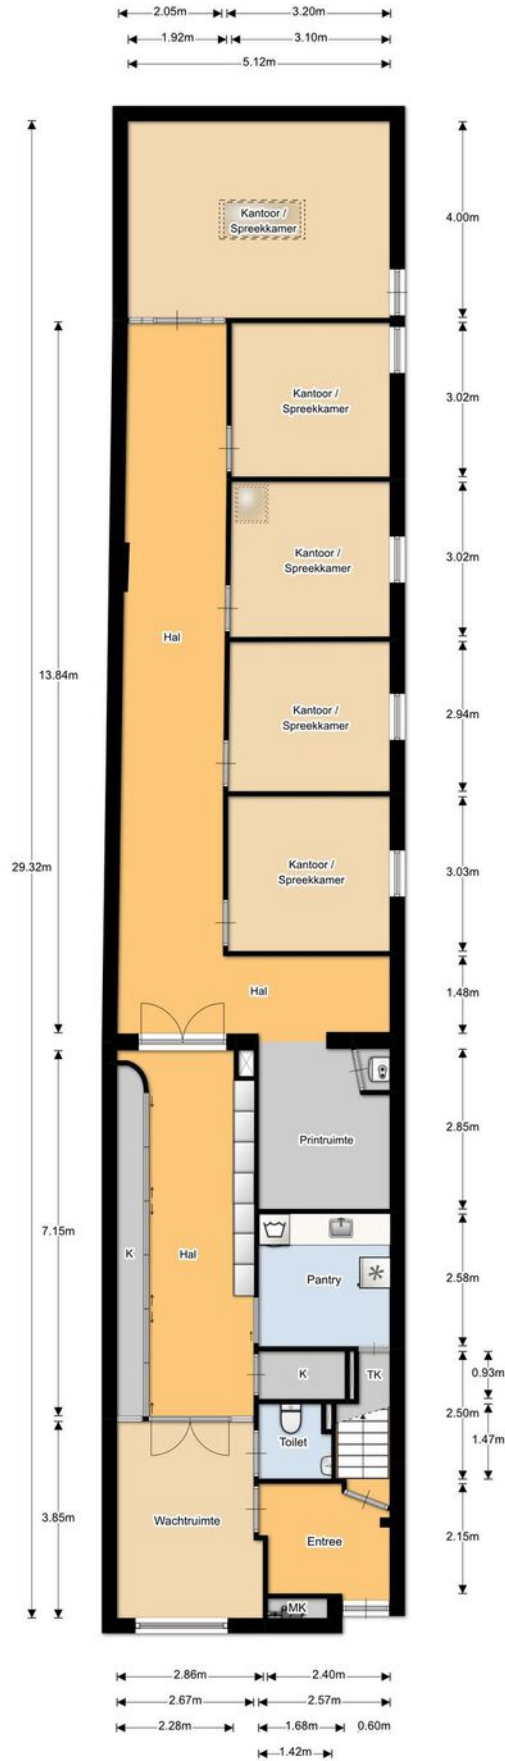 2.05m 3.20m
1.92m 3.10m
5.12m
Kantoor /
Spreekkamer
4.00m
Kantoor /
Spreekkamer
3.02m
Kantoor /
Spreekkamer
3.02m
Hal
13.84m
Kantoor /
Spreekkamer
2.94m
29.32m
Kantoor /
Spreekkamer
3.03m
Hal
1.48m
Printruimte
2.85m
7.15m
K
Hal
Pantry
2.58m
K
TK
0.93m
2.50m
1.47m
Toilet
Wachtruimte
3.85m
Entree
2.15m
MK
2.86m 2.40m
2.67m 2.57m
2.28m 1.68m 0.60m
1.42m